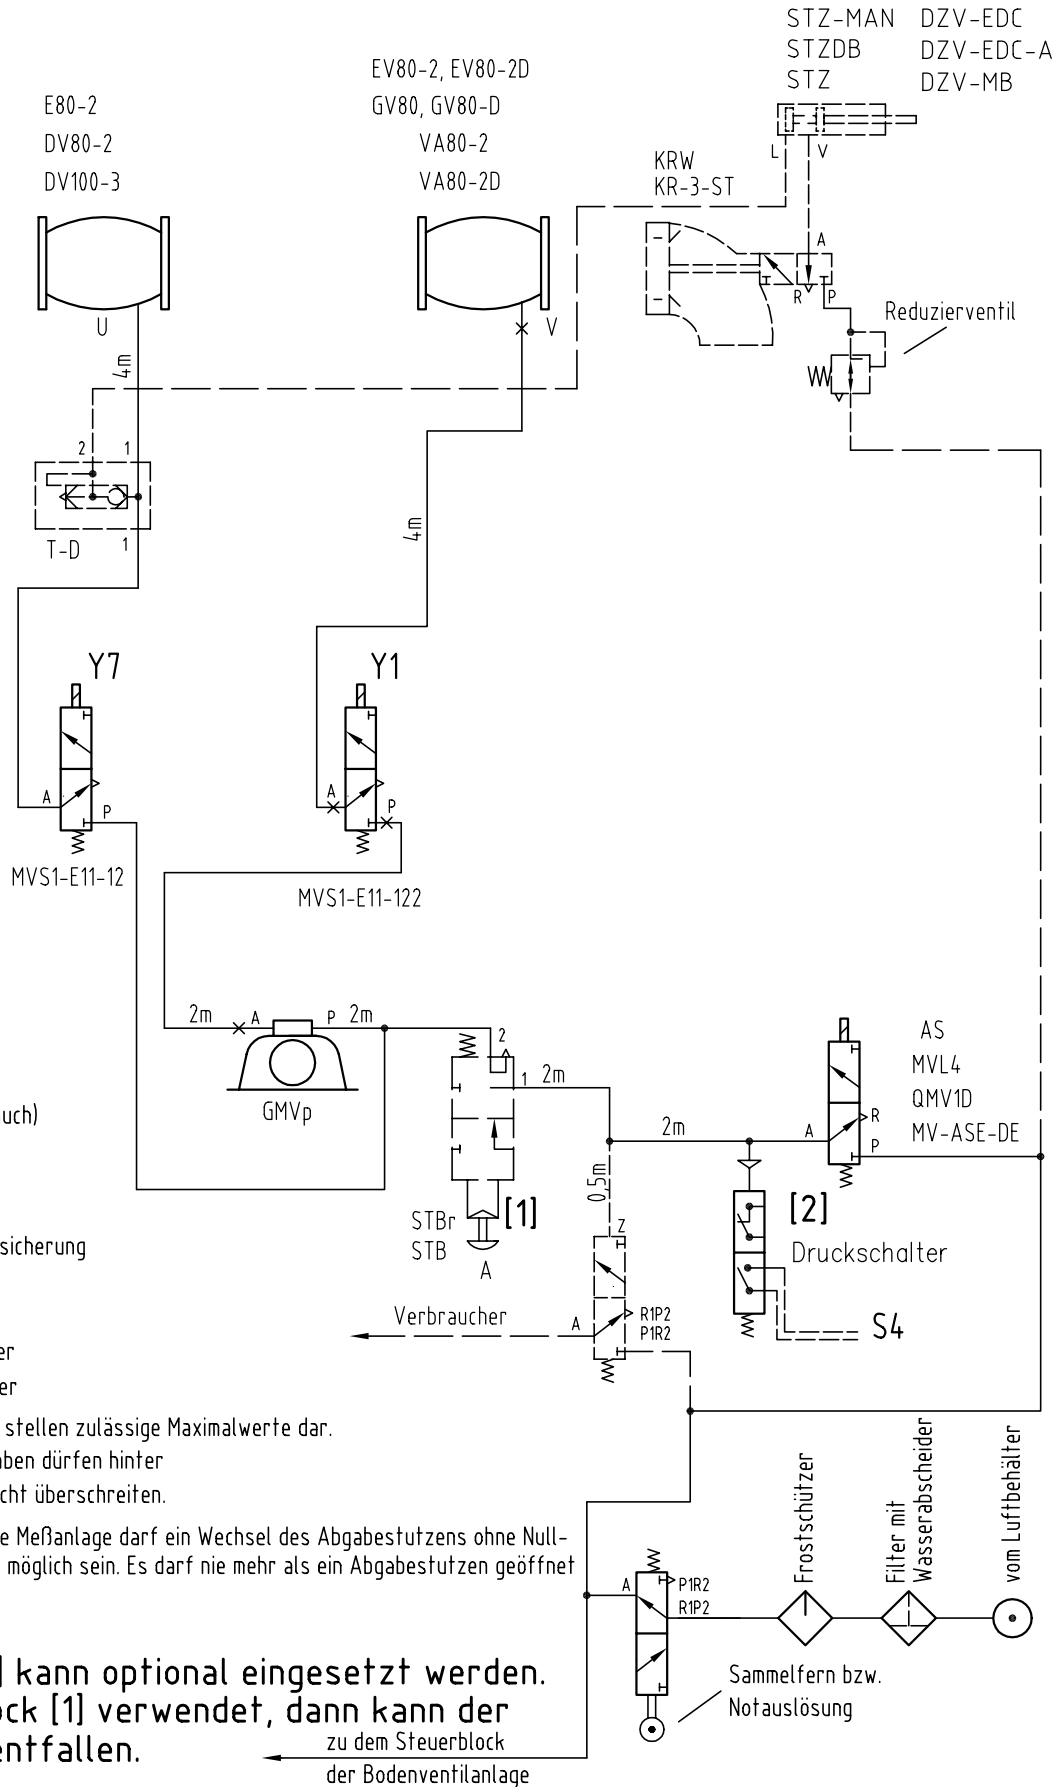 STZ-MAN DZV-EDC
STZDB DZV-EDC-A
STZ DZV-MB
EV80-2, EV80-2D
GV80, GV80-D
VA80-2
VA80-2D
E80-2
DV80-2
DV100-3
L V
KRW
KR-3-ST
A
R P
Reduzierventil
U
V
4m
2 1
4m
T-D
1
Y7
Y1
A
P
A
P
MVS1-E11-12
MVS1-E11-122
2m A P 2m
2
1 2m
GMVp
AS
MVL4
QMV1D
MV-ASE-DE
2m A
R
P
uch)
0,5m
STBr
STB
[1]
A
[2]
Druckschalter
S4
sicherung
Z
Verbraucher
A
R1P2
P1R2
er
er
stellen zulässige Maximalwerte dar.
aben dürfen hinter
cht überschreiten.
e Meßanlage darf ein Wechsel des Abgabestutzens ohne Null-
möglich sein. Es darf nie mehr als ein Abgabestutzen geöffnet
Frostschützer
Filter mit
Wasserabscheider
vom Luftbehälter
A
P1R2
R1P2
] kann optional eingesetzt werden.
ock [1] verwendet, dann kann der
entfallen.
Sammelfern bzw.
Notauslösung
zu dem Steuerblock
der Bodenventilanlage